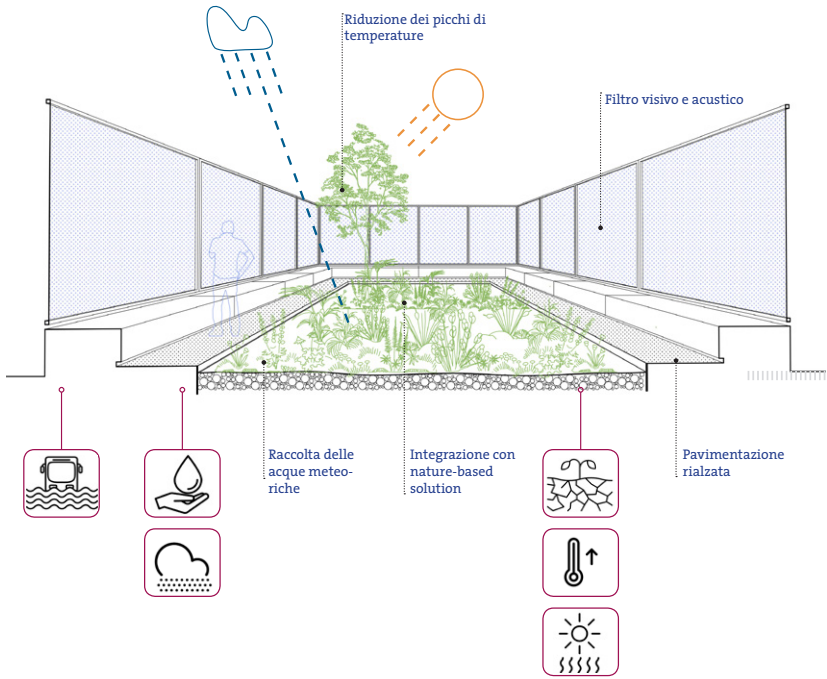 Riduzione dei picchi di
temperature
Filtro visivo e acustico
Raccolta delle
acque meteo-
riche
Integrazione con
nature-based
solution
Pavimentazione
rialzata